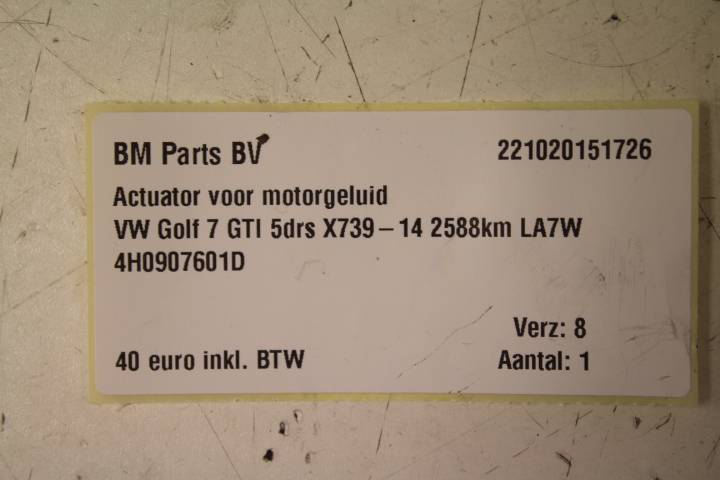 BM Parts BV 221020151726
Actuator voor motorgeluid
VW Golf 7 GTI 5drs X739-14 2588km LA7W
4H0907601D
Verz: 8
40 euro inkl. BTW Aantal: 1